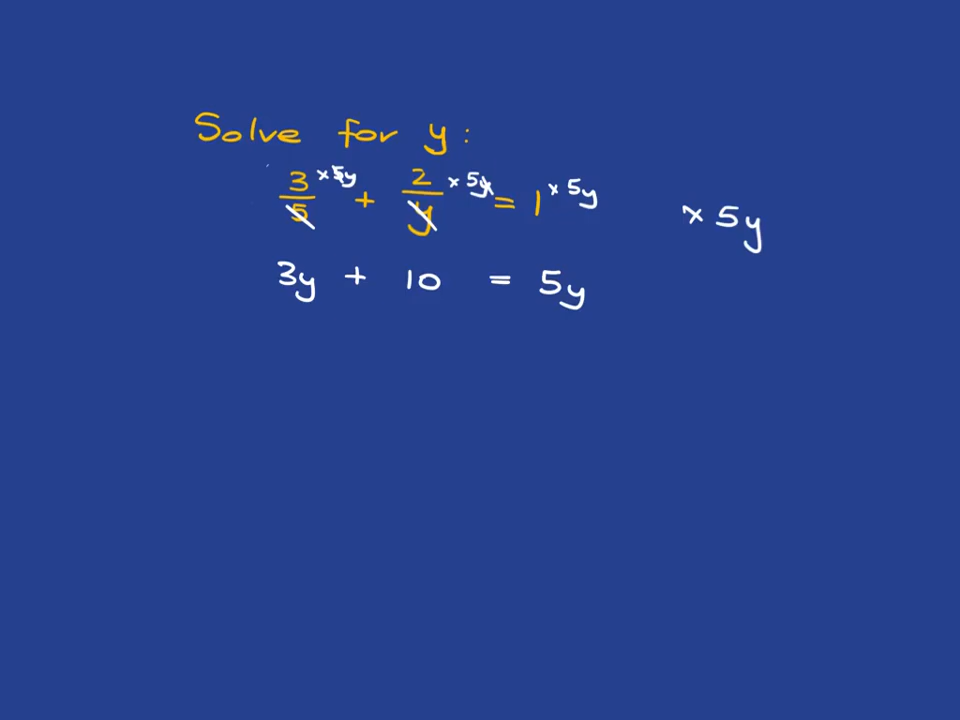 Solve for y:
3/5 × 5y + 2/y × 5y = 1 × 5y × 5y
3y + 10 = 5y